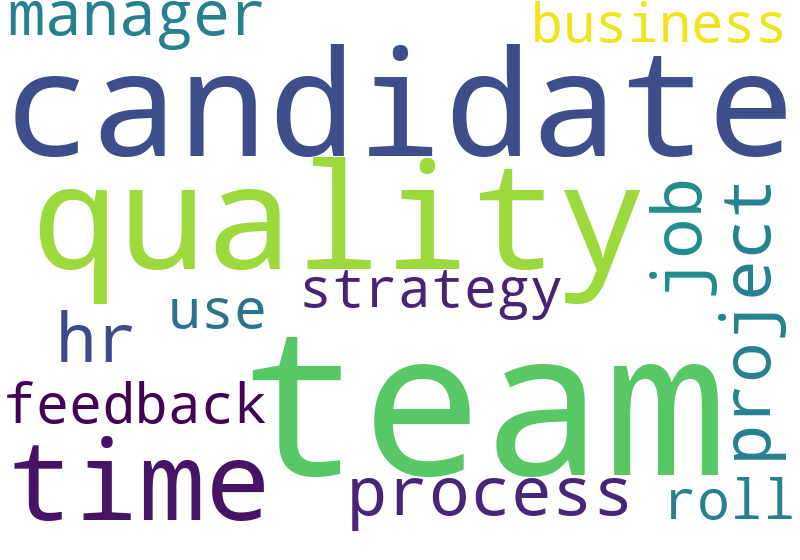 manager
business
candidate
quality
job
project
strategy
use
hr
team
feedback
time
process
roll